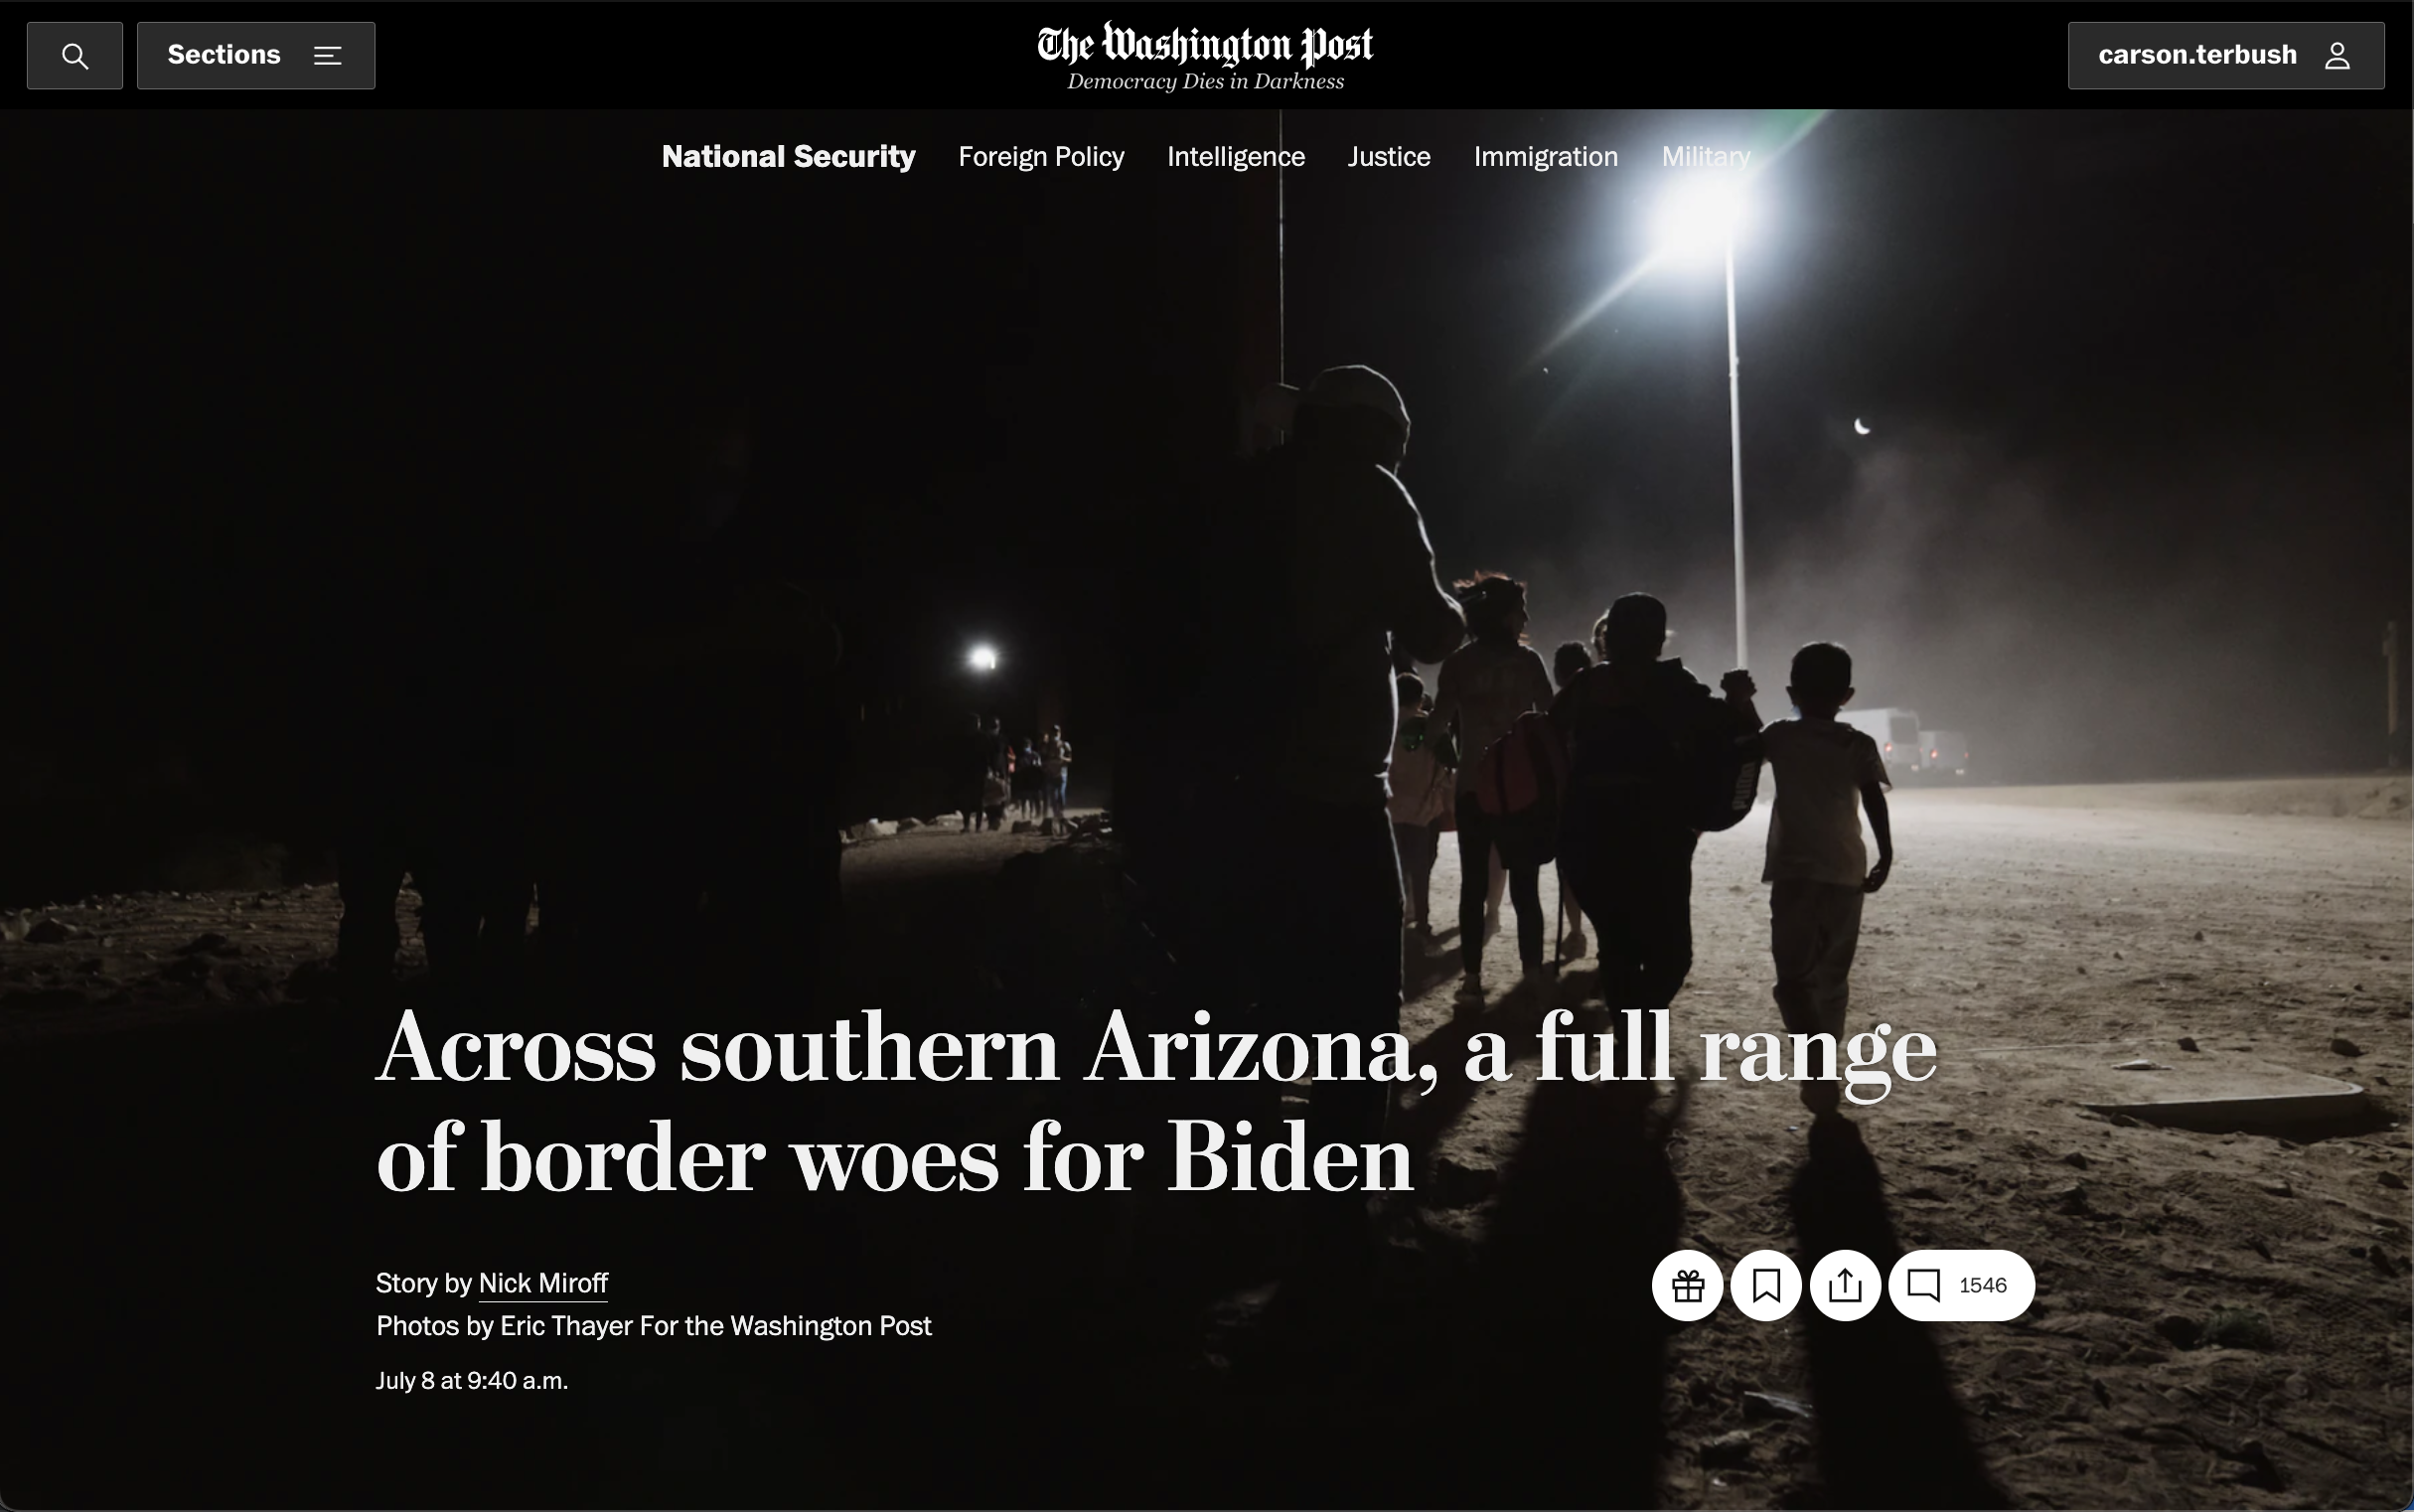 Sections
The Washington Post
Democracy Dies in Darkness
carson.terbush
National Security Foreign Policy Intelligence Justice Immigration Military
PUMA
Across southern Arizona, a full range
of border woes for Biden
Story by Nick Miroff
Photos by Eric Thayer For the Washington Post
July 8 at 9:40 a.m.
1546